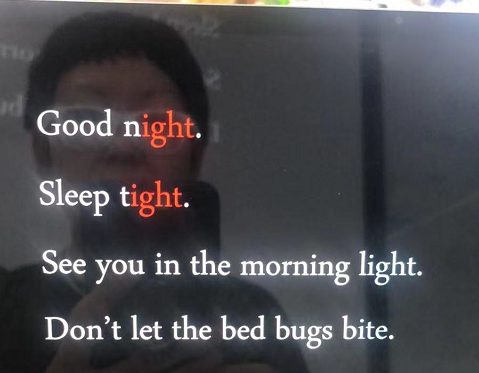 Good night.
Sleep tight.
See you in the morning light.
Don't let the bed bugs bite.